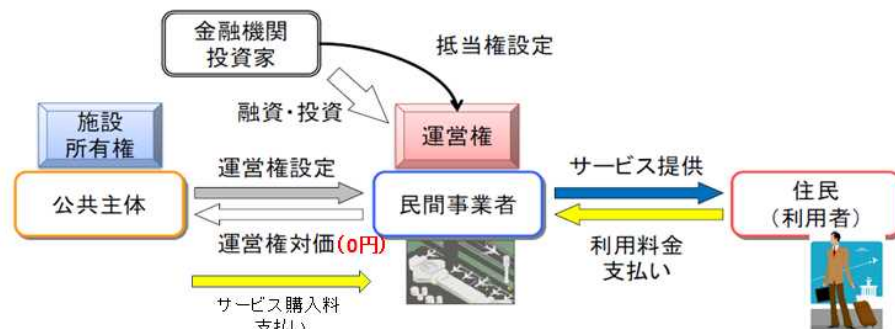 金融機関
投資家
抵当権設定
融資・投資
施設
所有権
運営権
公共主体
運営権設定
民間事業者
サービス提供
住民
(利用者)
運営権対価(0円)
利用料金
支払い
サービス購入料
支払い